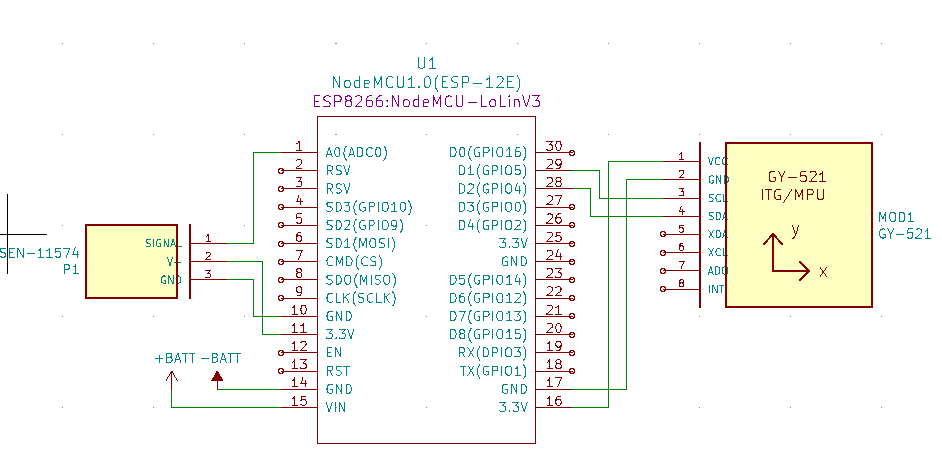 U1
NodeMCU1.0(ESP-12E)
ESP8266:NodeMCU-LoLinV3
1 A0(ADC0)
2 RSV
3 RSV
4 SD3(GPIO10)
5 SD2(GPIO9)
6 SD1(MOSI)
7 CMD(CS)
8 SD0(MISO)
9 CLK(SCLK)
10 GND
11 3.3V
12 EN
13 RST
14 GND
15 VIN
D0(GPIO16) 30
D1(GPIO5) 29
D2(GPIO4) 28
D3(GPIO0) 27
D4(GPIO2) 26
3.3V 25
GND 24
D5(GPIO14) 23
D6(GPIO12) 22
D7(GPIO13) 21
D8(GPIO15) 20
RX(DPIO3) 19
TX(GPIO1) 18
GND 17
3.3V 16
SEN-11574
P1
SIGNAL 1
V+ 2
GND 3
+BATT -BATT
1 VCC
2 GND
3 SCL
4 SDA
5 XDA
6 XCL
7 ADO
8 INT
GY-521
ITG/MPU
y
x
MOD1
GY-521